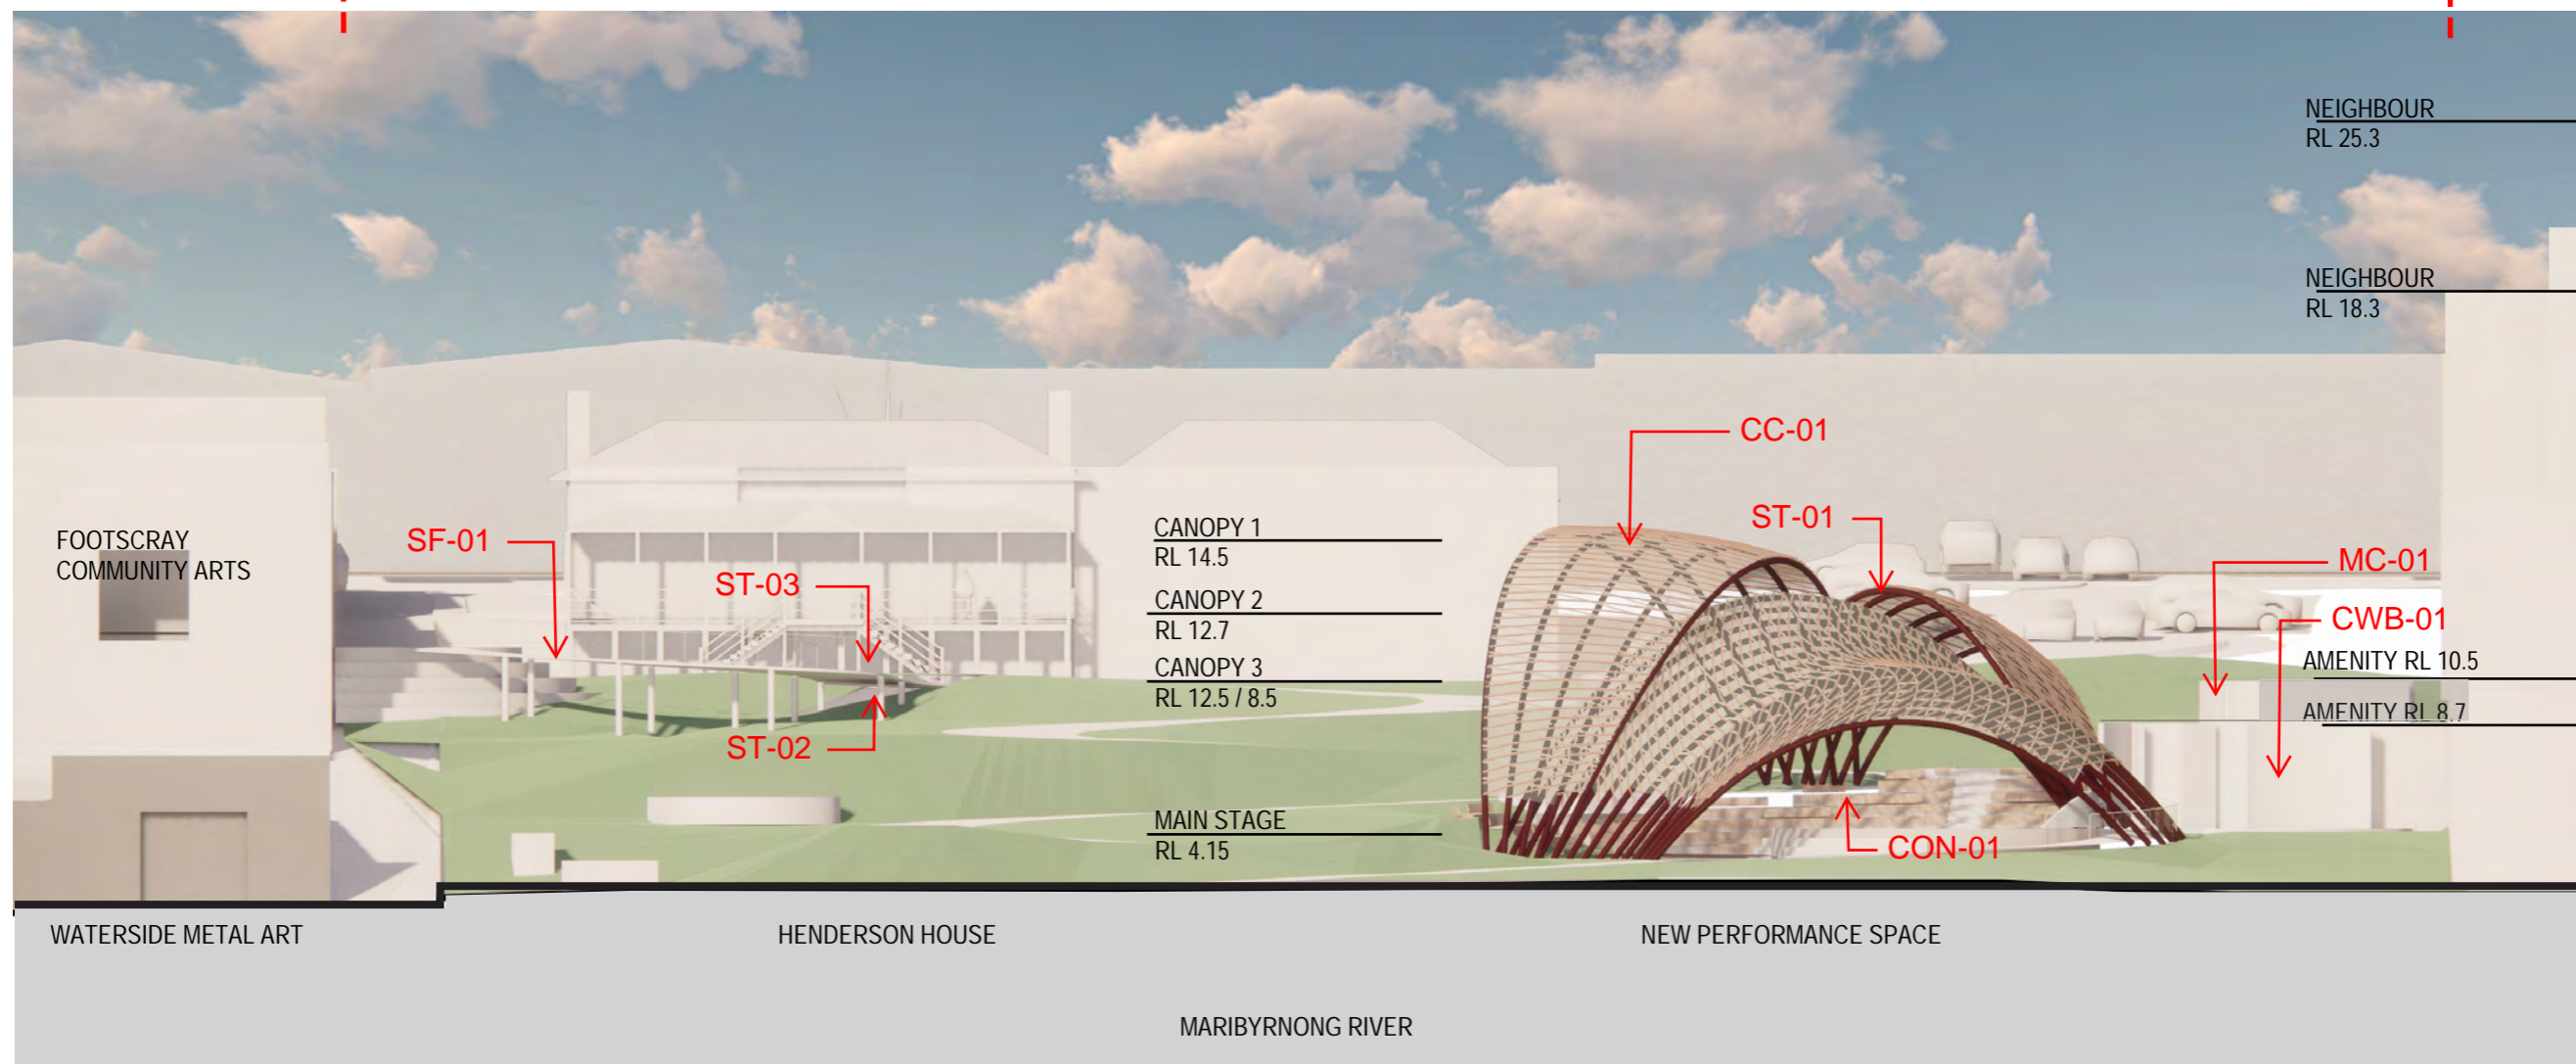 NEIGHBOUR
RL 25.3
NEIGHBOUR
RL 18.3
CC-01
ST-01
FOOTSCRAY
COMMUNITY ARTS
SF-01
ST-03
ST-02
CANOPY 1
RL 14.5
CANOPY 2
RL 12.7
CANOPY 3
RL 12.5 / 8.5
MAIN STAGE
RL 4.15
MC-01
CWB-01
AMENITY RL 10.5
AMENITY RL 8.7
CON-01
WATERSIDE METAL ART
HENDERSON HOUSE
NEW PERFORMANCE SPACE
MARIBYRNONG RIVER